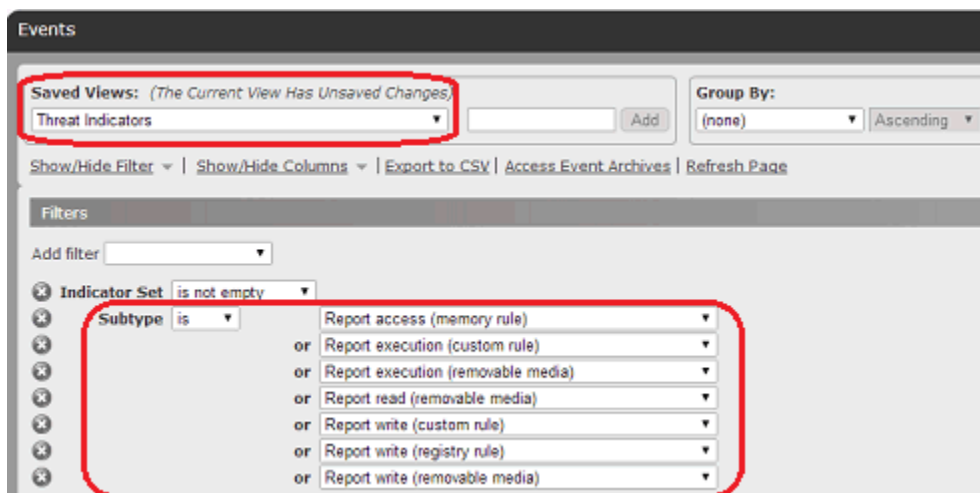 Events
Saved Views: (The Current View Has Unsaved Changes)
Threat Indicators
Add
Group By:
(none)
Ascending
Show/Hide Filter | Show/Hide Columns | Export to CSV | Access Event Archives | Refresh Page
Filters
Add filter
Indicator Set is not empty
Subtype is Report access (memory rule)
or Report execution (custom rule)
or Report execution (removable media)
or Report read (removable media)
or Report write (custom rule)
or Report write (registry rule)
or Report write (removable media)